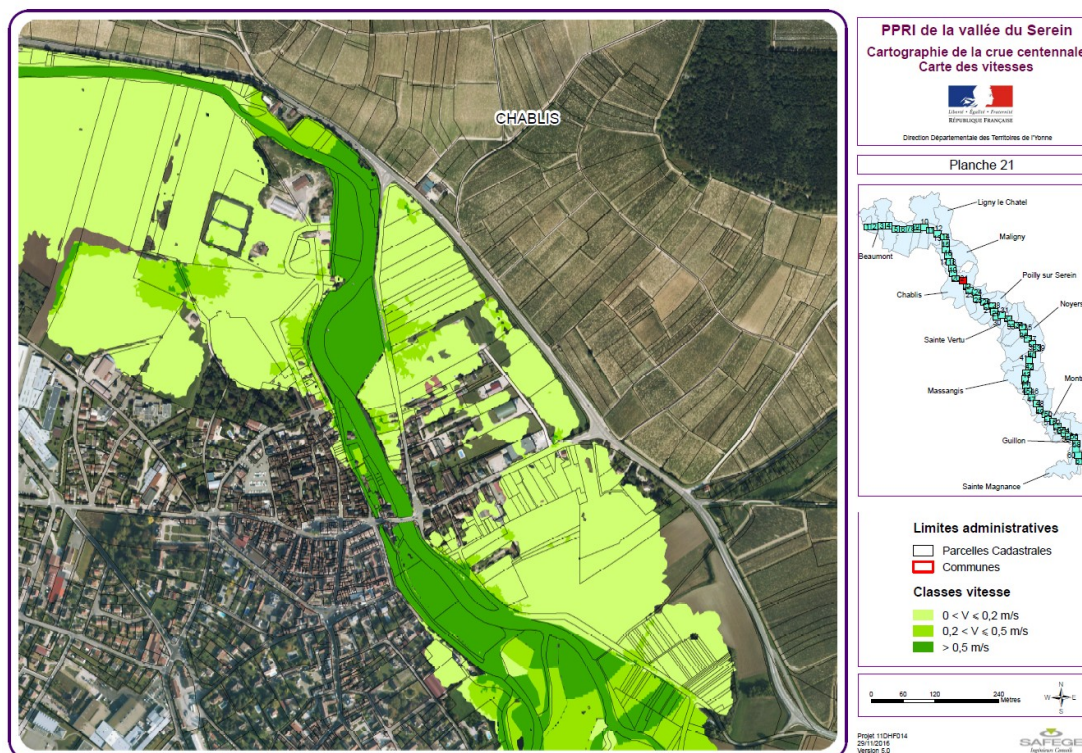 CHABLIS
PPRI de la vallée du Serein
Cartographie de la crue centennale
Carte des vitesses
Liberté • Égalité • Fraternité
RÉPUBLIQUE FRANÇAISE
Direction Départementale des Territoires de l'Yonne
Planche 21
Ligny le Chatel
Maligny
Beaumont
Poilly sur Serein
Chablis
Noyers
Sainte Vertu
Massangis
Guillon
Sainte Magnance
Limites administratives
Parcelles Cadastrales
Communes
Classes vitesse
0 < V ⩽ 0,2 m/s
0,2 < V ⩽ 0,5 m/s
> 0,5 m/s
0 60 120 240
Mètres
N
W E
S
Projet 11DHF014
29/11/2016
Version 5.0
SAFEGE
Ingénieurs Conseils